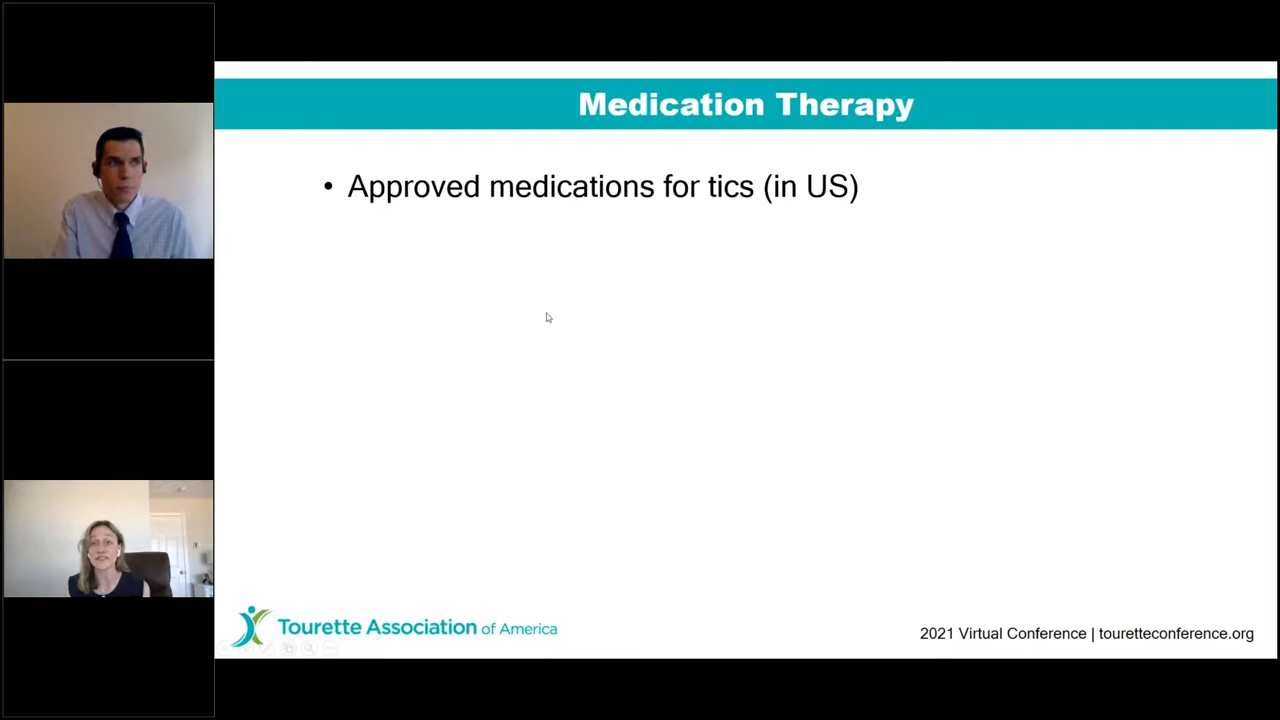 Medication Therapy
• Approved medications for tics (in US)
Tourette Association of America
2021 Virtual Conference | touretteconference.org